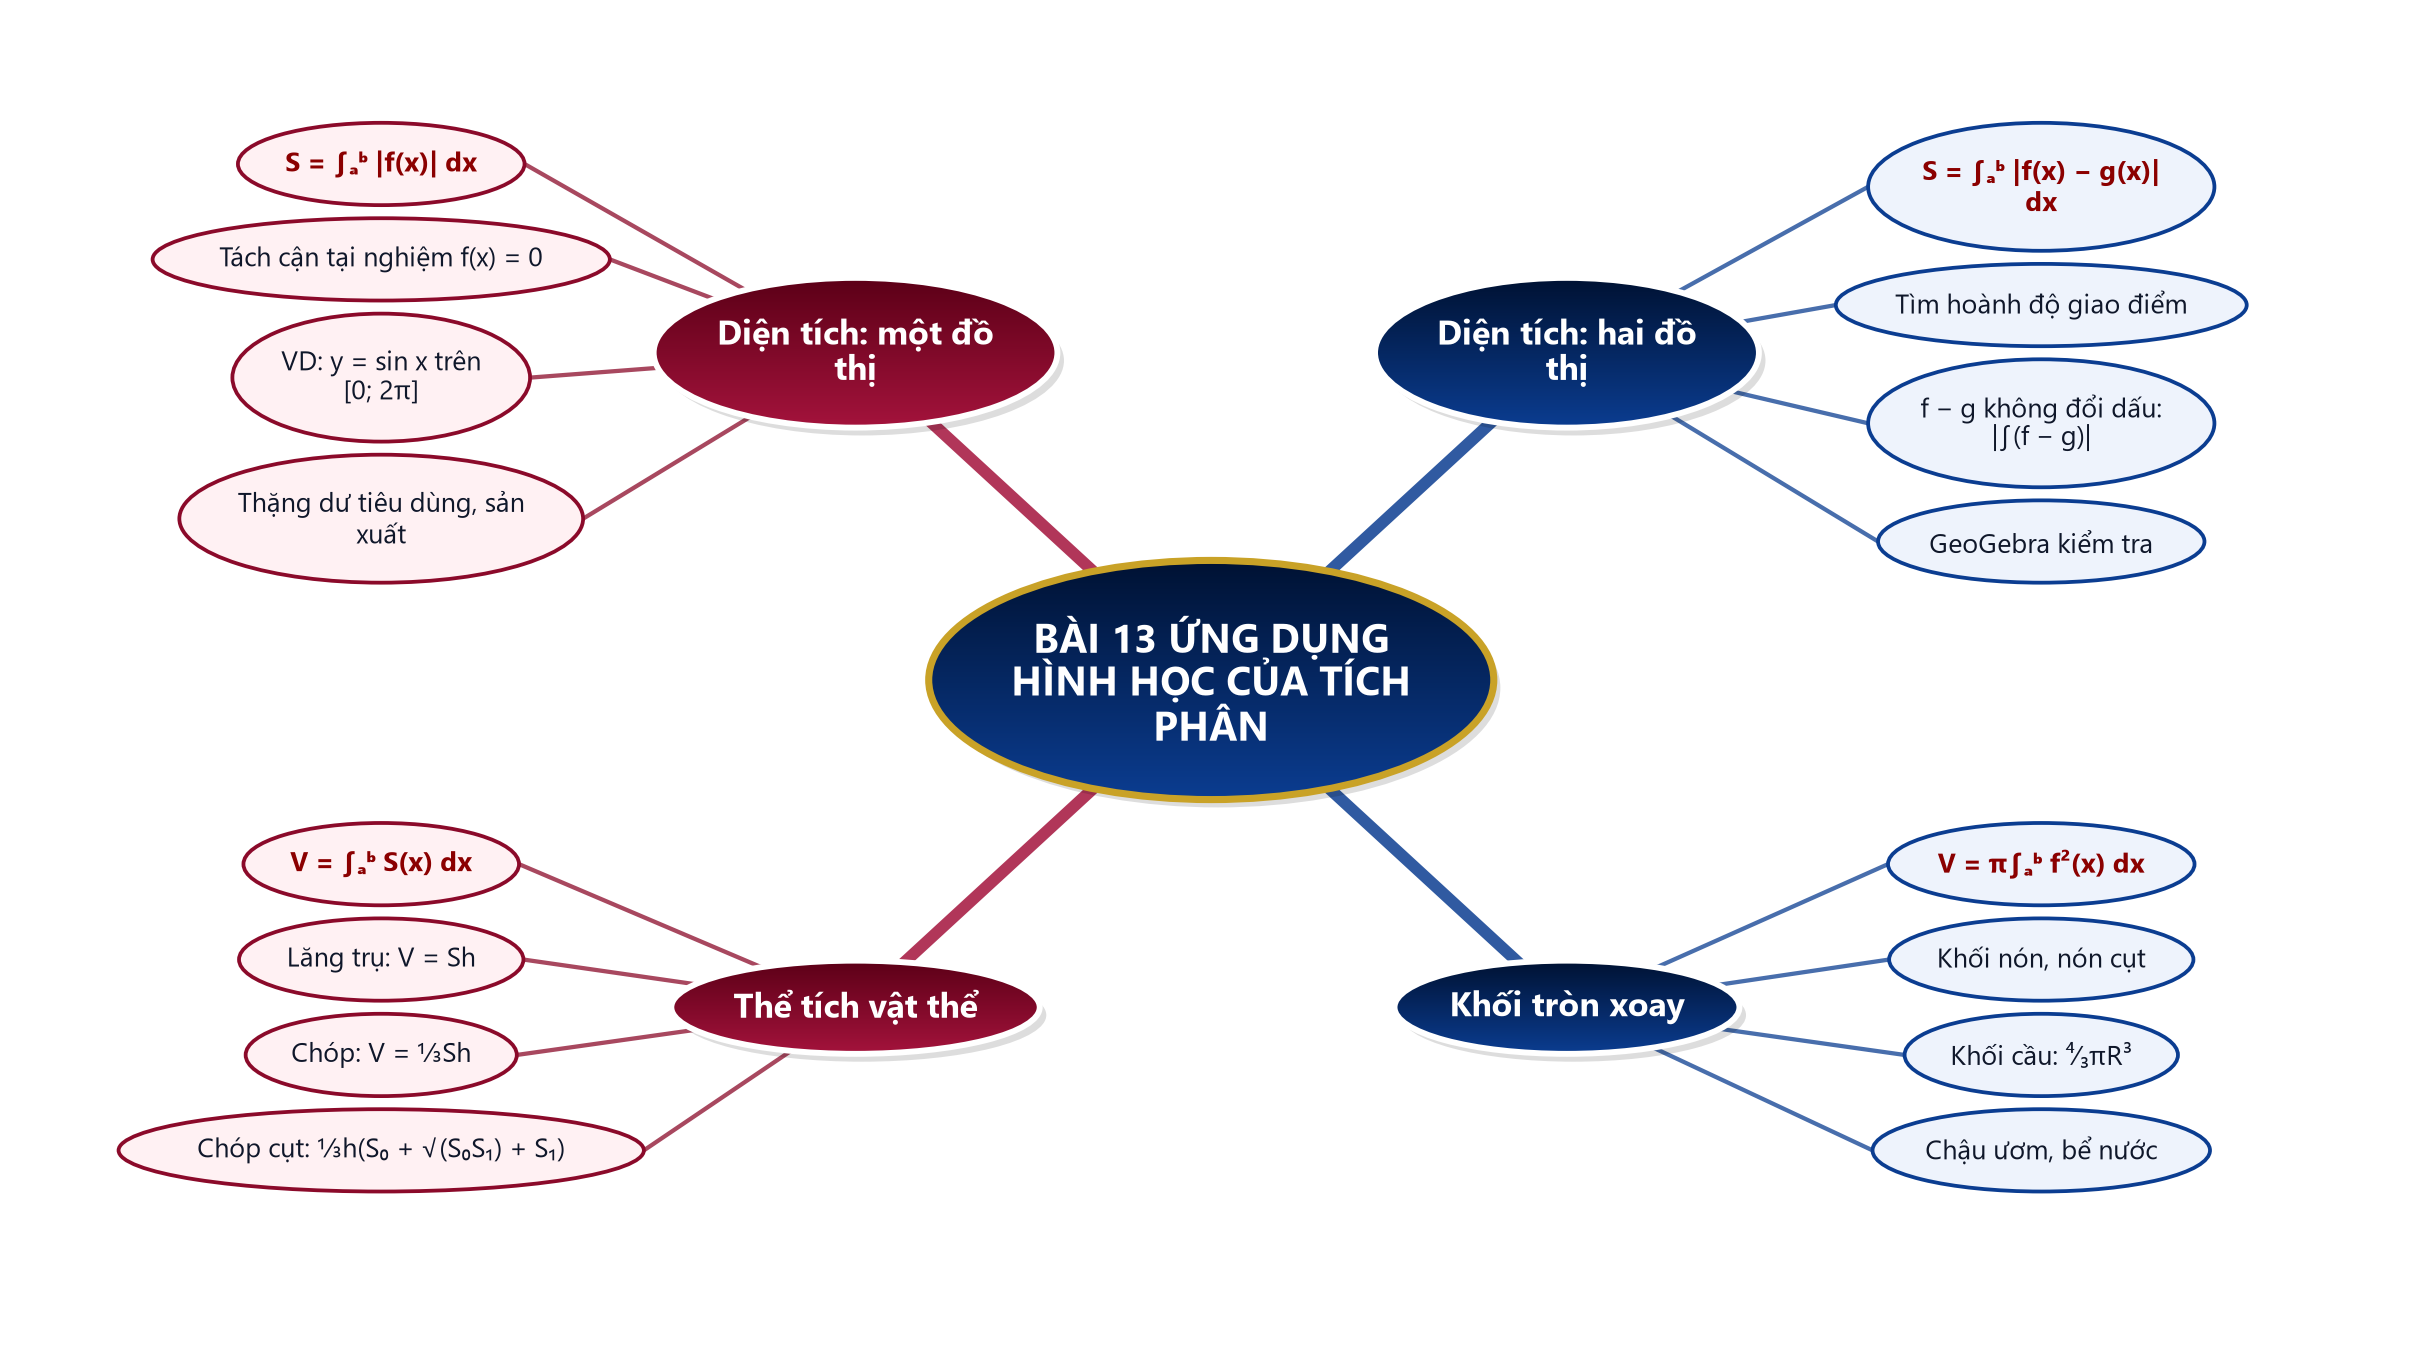 S = ∫ₐᵇ |f(x)| dx
Tách cận tại nghiệm f(x) = 0
VD: y = sin x trên
[0; 2π]
Thặng dư tiêu dùng, sản
xuất
Diện tích: một đồ
thị
S = ∫ₐᵇ |f(x) − g(x)|
dx
Tìm hoành độ giao điểm
f − g không đổi dấu:
|∫(f − g)|
GeoGebra kiểm tra
Diện tích: hai đồ
thị
BÀI 13 ỨNG DỤNG
HÌNH HỌC CỦA TÍCH
PHÂN
V = ∫ₐᵇ S(x) dx
Lăng trụ: V = Sh
Chóp: V = ⅓Sh
Chóp cụt: ⅓h(S₀ + √(S₀S₁) + S₁)
Thể tích vật thể
V = π∫ₐᵇ f²(x) dx
Khối nón, nón cụt
Khối cầu: ⁴⁄₃πR³
Chậu ươm, bể nước
Khối tròn xoay